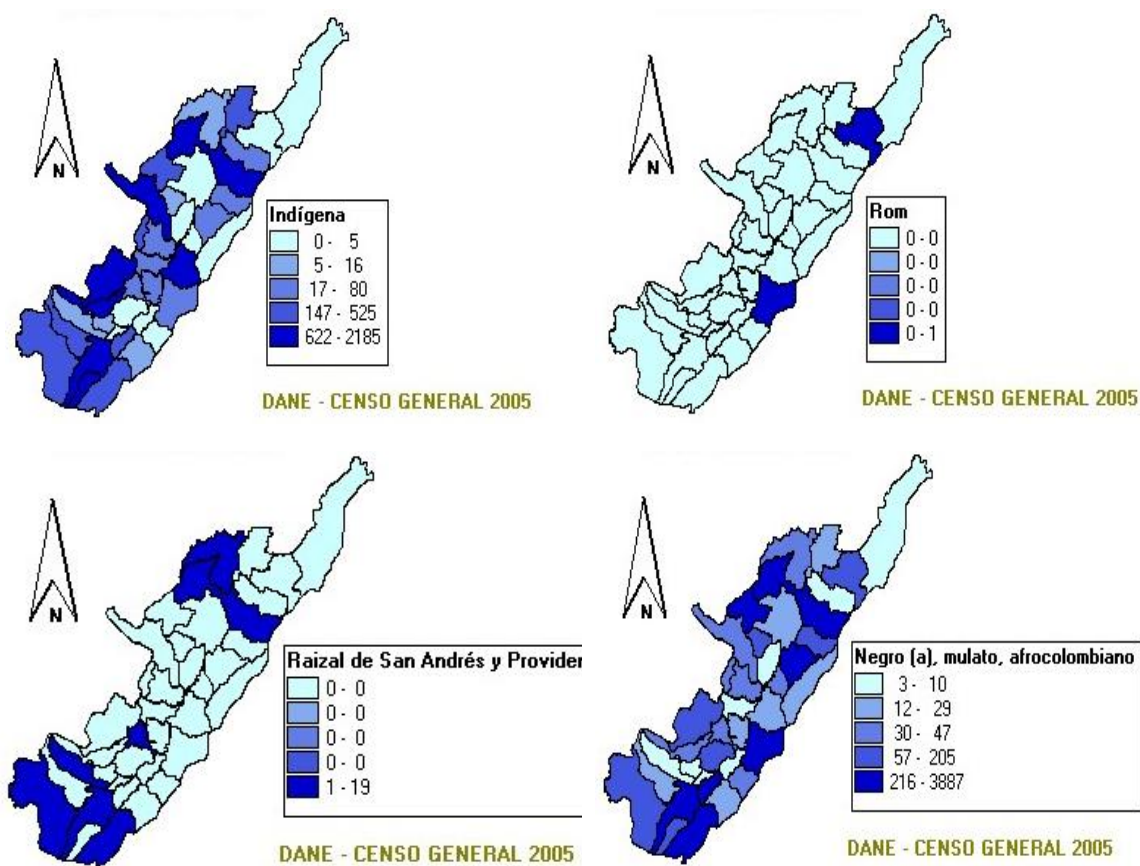 N
Indígena
0 - 5
5 - 16
17 - 80
147 - 525
622 - 2185
DANE - CENSO GENERAL 2005
N
Rom
0 - 0
0 - 0
0 - 0
0 - 0
0 - 1
DANE - CENSO GENERAL 2005
N
Raizal de San Andrés y Providen
0 - 0
0 - 0
0 - 0
0 - 0
1 - 19
DANE - CENSO GENERAL 2005
N
Negro (a), mulato, afrocolombiano
3 - 10
12 - 29
30 - 47
57 - 205
216 - 3887
DANE - CENSO GENERAL 2005